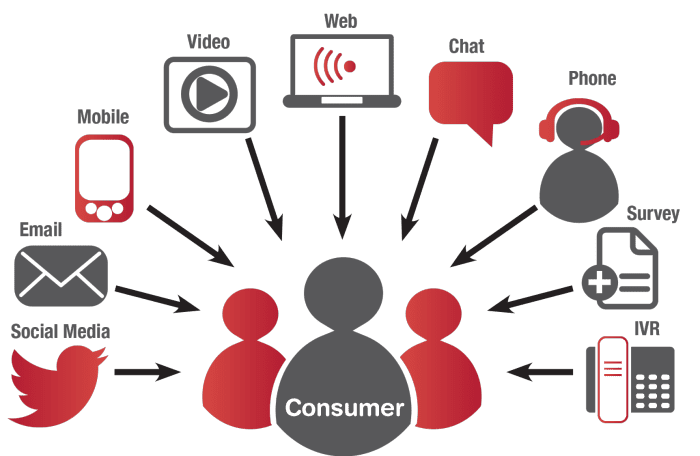 Web
Video
Chat
Phone
Mobile
Survey
Email
Social Media
IVR
Consumer